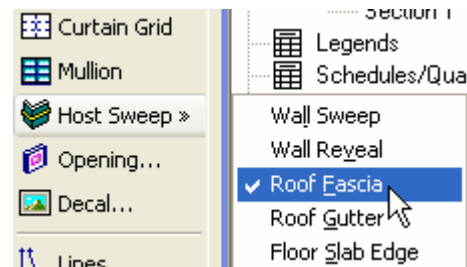 Curtain Grid
Mullion
Host Sweep »
Opening...
Decal...
Lines
Section 1
Legends
Schedules/Qua
Wall Sweep
Wall Reveal
Roof Fascia
Roof Gutter
Floor Slab Edge